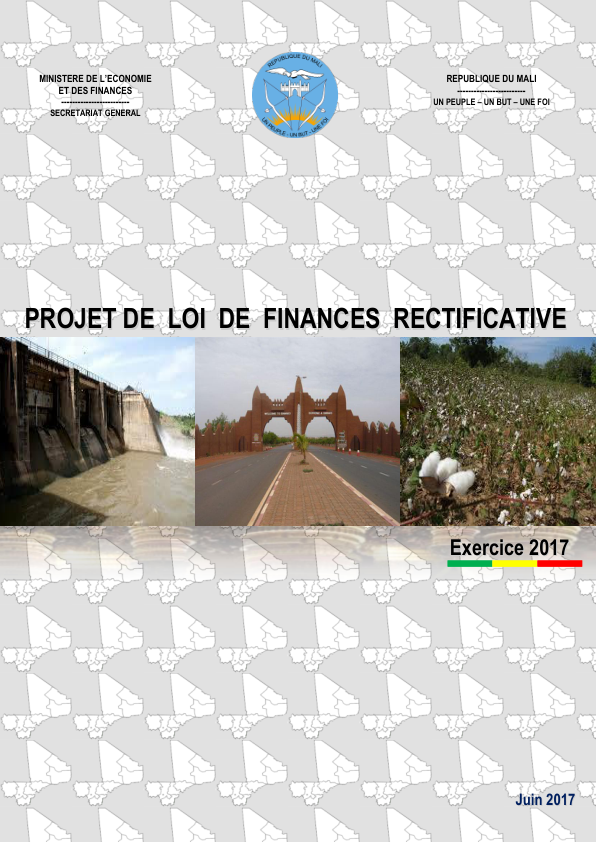 MINISTERE DE L'ECONOMIE
ET DES FINANCES
-------------------------
SECRETARIAT GENERAL
REPUBLIQUE DU MALI
UN PEUPLE - UN BUT - UNE FOI
REPUBLIQUE DU MALI
-------------------------
UN PEUPLE – UN BUT – UNE FOI
PROJET DE LOI DE FINANCES RECTIFICATIVE
Exercice 2017
Juin 2017